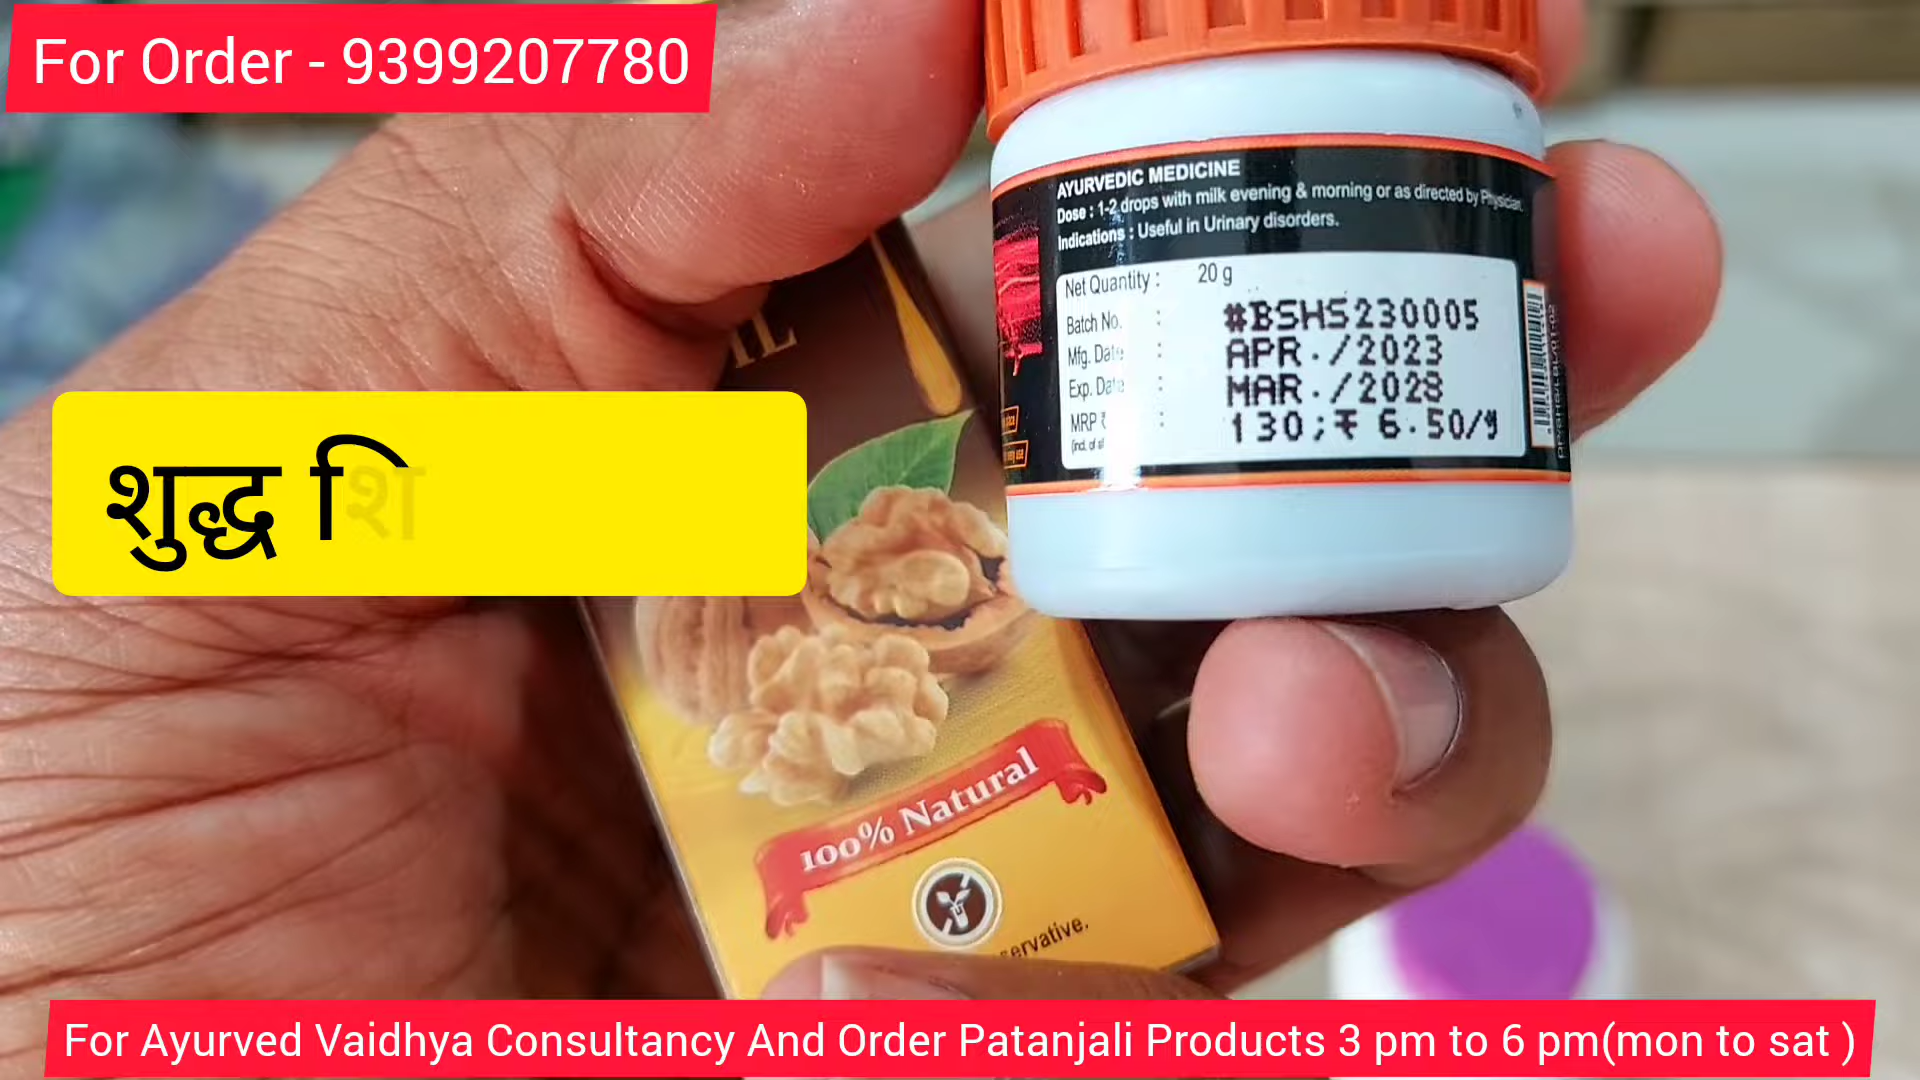 For Order - 9399207780
AYURVEDIC MEDICINE
Dose : 1-2 drops with milk evening & morning or as directed by Physician.
Indications : Useful in Urinary disorders.
Net Quantity : 20 g
Batch No. : #BSHS230005
Mfg. Date : APR./2023
Exp. Date : MAR./2028
MRP ₹ : 130;₹ 6.50/g
शुद्ध शि
IL
100% Natural
For Ayurved Vaidhya Consultancy And Order Patanjali Products 3 pm to 6 pm(mon to sat )